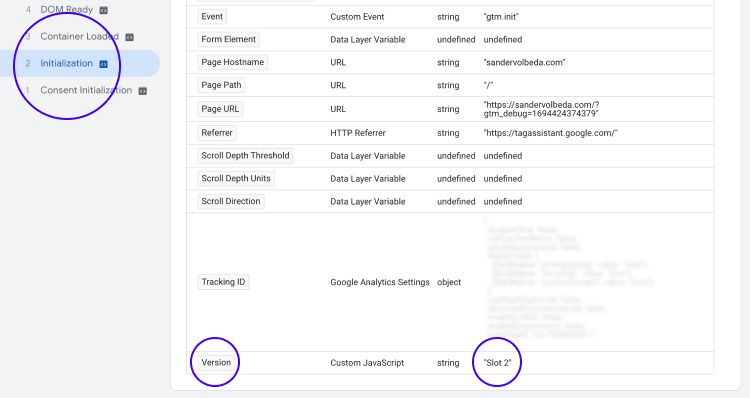 4 DOM Ready
3 Container Loaded
2 Initialization
1 Consent Initialization
Event Custom Event string "gtm.init"
Form Element Data Layer Variable undefined undefined
Page Hostname URL string "sandervolbeda.com"
Page Path URL string "/"
Page URL URL string "https://sandervolbeda.com/?
gtm_debug=1694424374379"
Referrer HTTP Referrer string "https://tagassistant.google.com/"
Scroll Depth Threshold Data Layer Variable undefined undefined
Scroll Depth Units Data Layer Variable undefined undefined
Scroll Direction Data Layer Variable undefined undefined
Tracking ID Google Analytics Settings object
Version Custom JavaScript string "Slot 2"